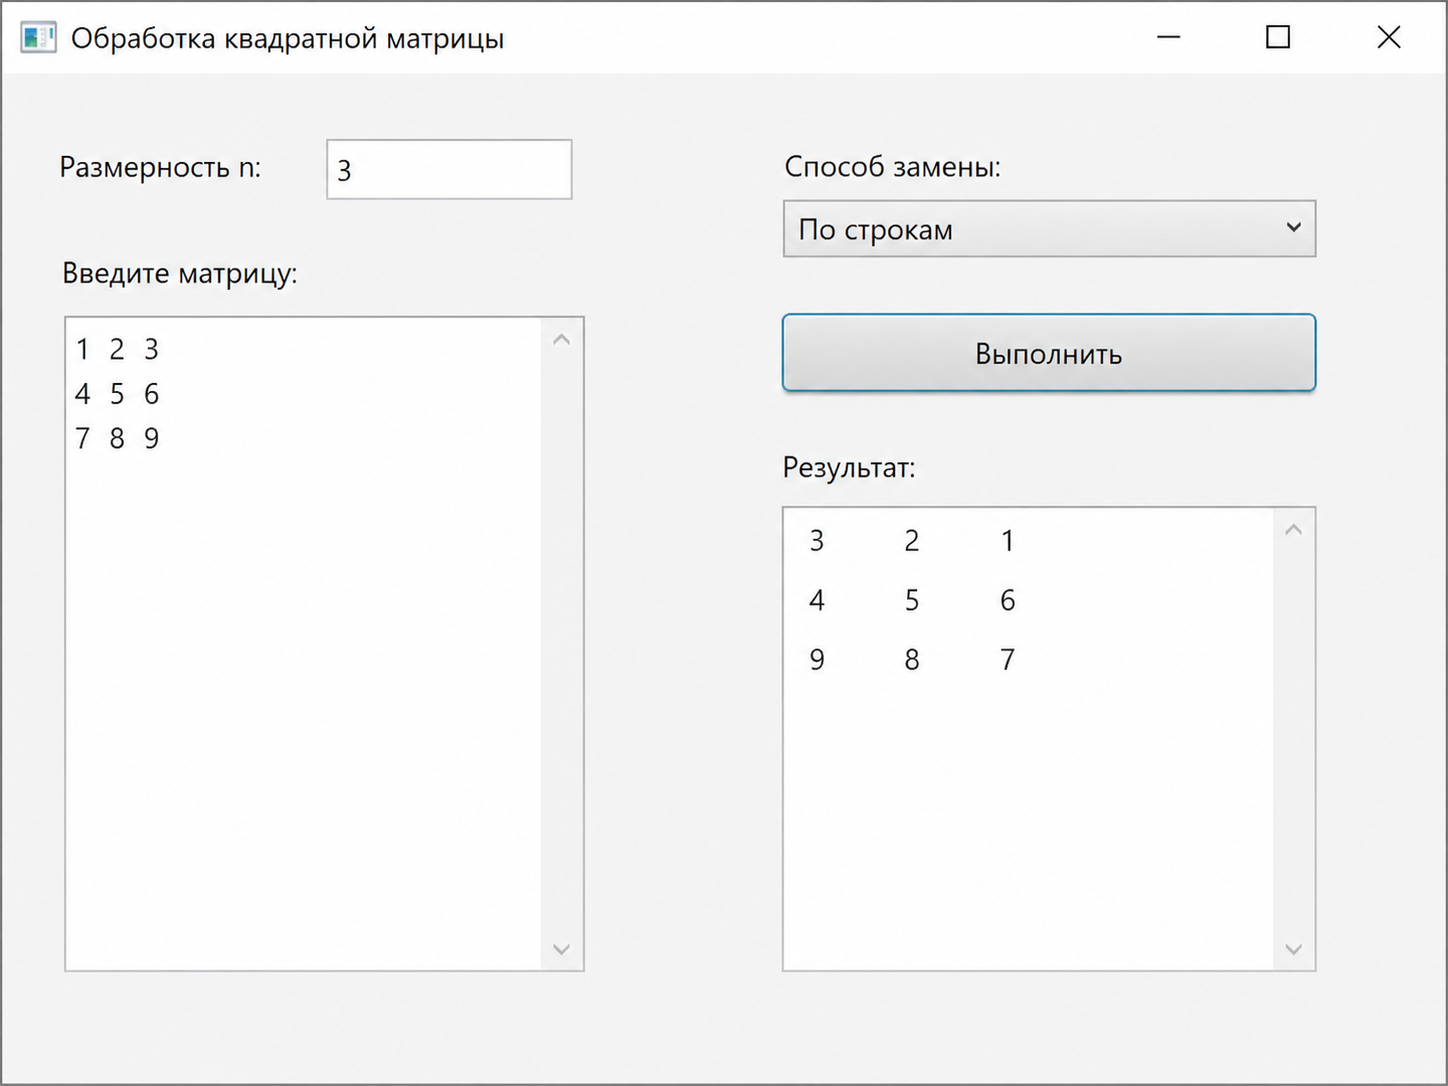 Обработка квадратной матрицы
Размерность n:
3
Введите матрицу:
1 2 3
4 5 6
7 8 9
Способ замены:
По строкам
Выполнить
Результат:
3 2 1
4 5 6
9 8 7